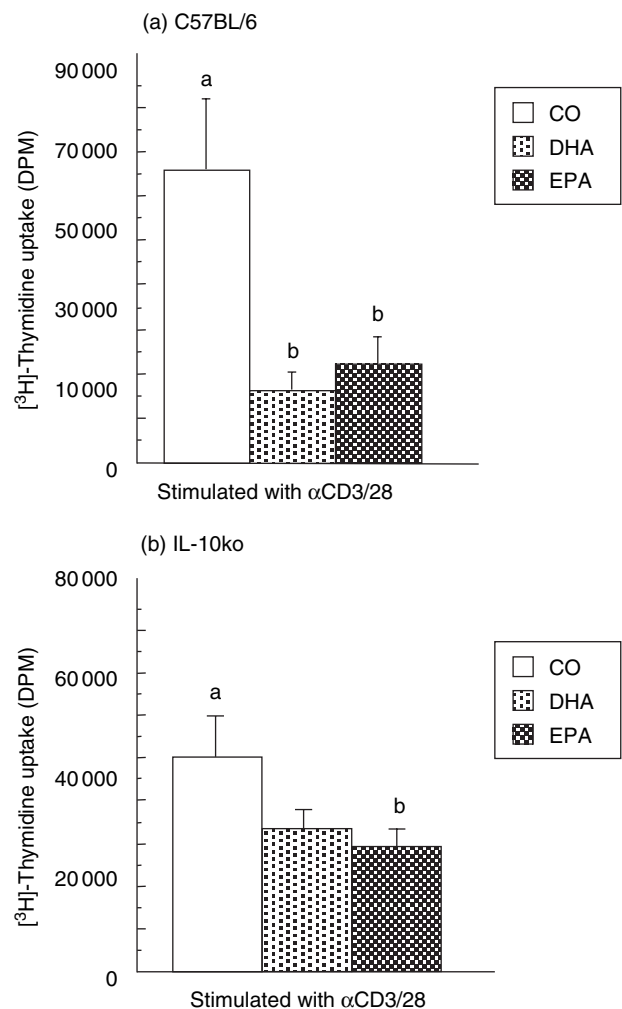 (a) C57BL/6
[³H]-Thymidine uptake (DPM)
90 000
70 000
50 000
30 000
10 000
0
a
b
b
CO
DHA
EPA
Stimulated with αCD3/28
(b) IL-10ko
[³H]-Thymidine uptake (DPM)
80 000
60 000
40 000
20 000
0
a
b
CO
DHA
EPA
Stimulated with αCD3/28